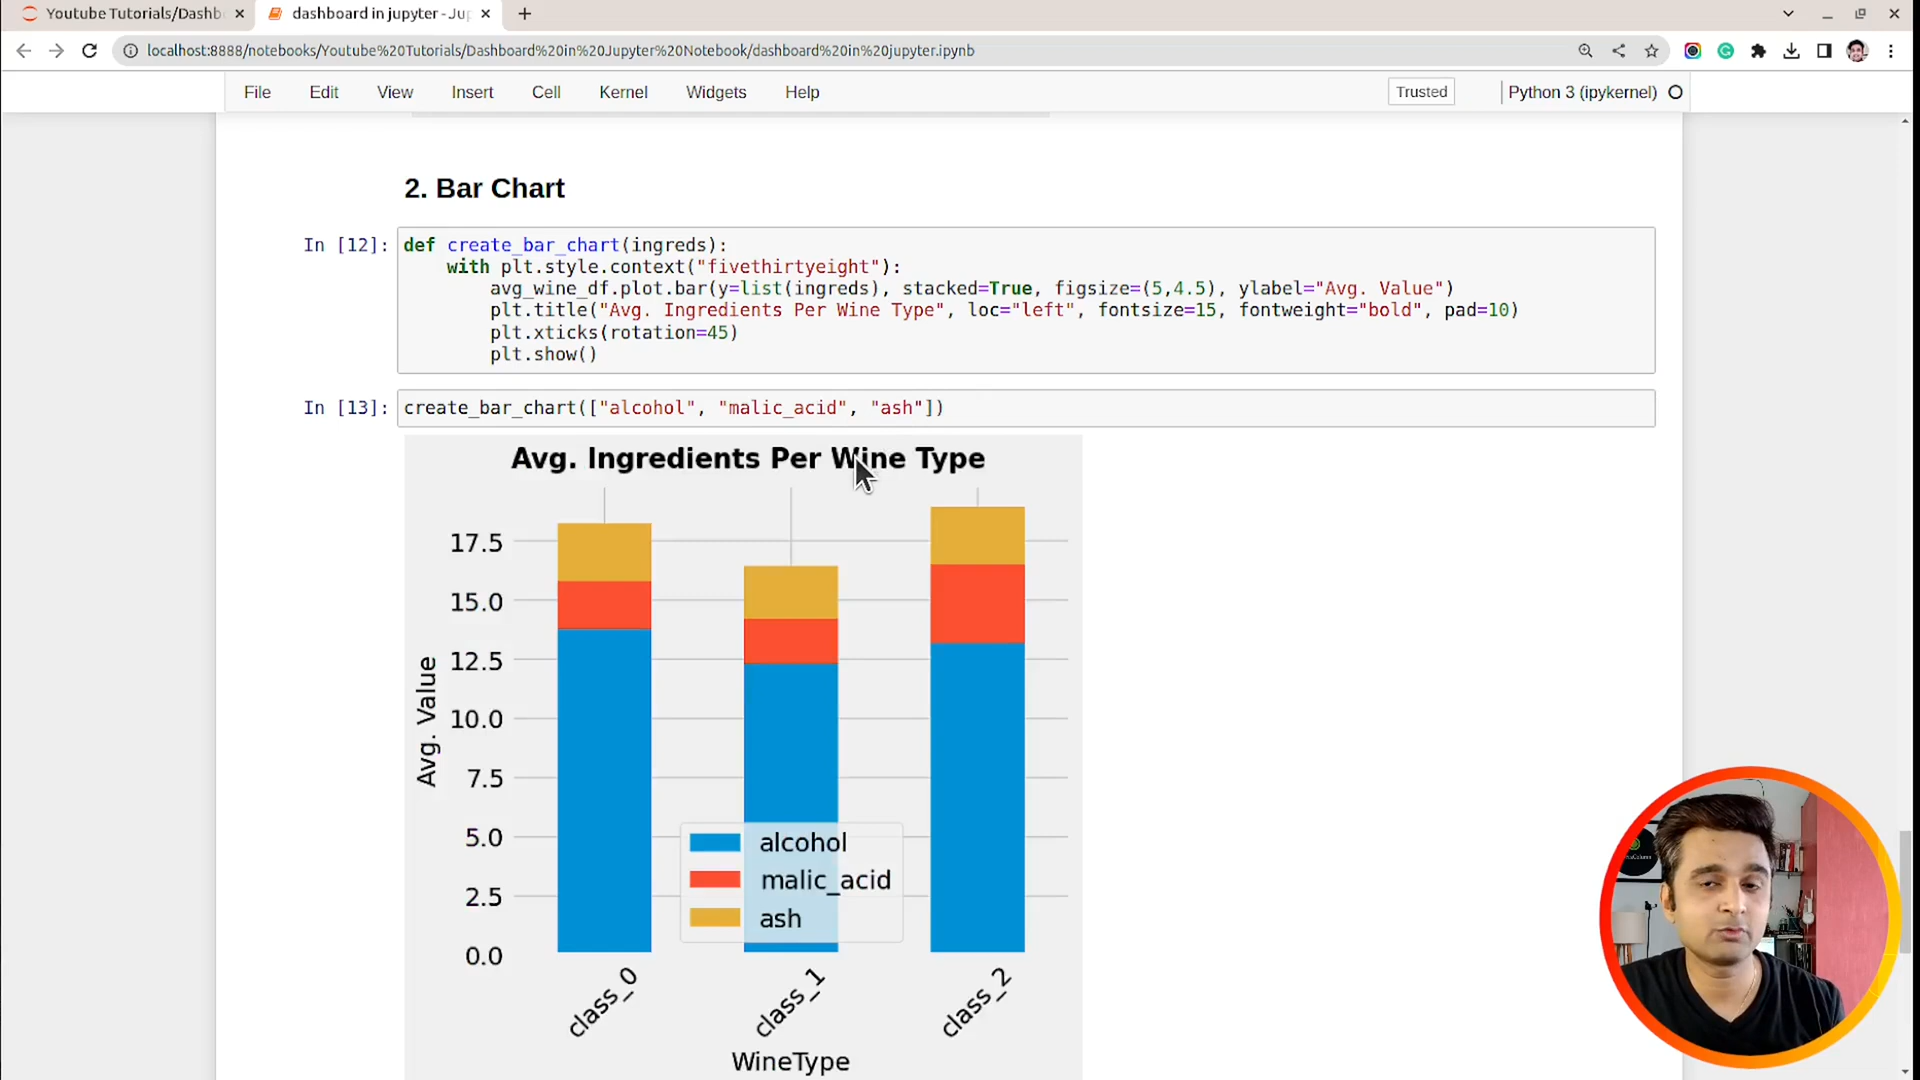 Youtube Tutorials/Dashb
dashboard in jupyter - Jup
localhost:8888/notebooks/Youtube%20Tutorials/Dashboard%20in%20Jupyter%20Notebook/dashboard%20in%20jupyter.ipynb
File Edit View Insert Cell Kernel Widgets Help Trusted Python 3 (ipykernel)
2. Bar Chart
In [12]: def create_bar_chart(ingreds):
with plt.style.context("fivethirtyeight"):
avg_wine_df.plot.bar(y=list(ingreds), stacked=True, figsize=(5,4.5), ylabel="Avg. Value")
plt.title("Avg. Ingredients Per Wine Type", loc="left", fontsize=15, fontweight="bold", pad=10)
plt.xticks(rotation=45)
plt.show()
In [13]: create_bar_chart(["alcohol", "malic_acid", "ash"])
Avg. Ingredients Per Wine Type
17.5
15.0
12.5
10.0
7.5
5.0
2.5
0.0
Avg. Value
alcohol
malic_acid
ash
class_0
class_1
class_2
WineType